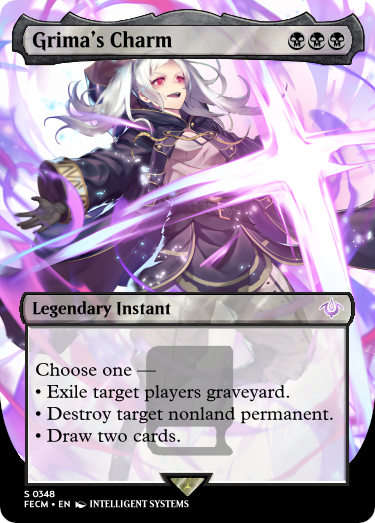 Grima's Charm
Legendary Instant
Choose one —
• Exile target players graveyard.
• Destroy target nonland permanent.
• Draw two cards.
S 0348
FECM • EN INTELLIGENT SYSTEMS